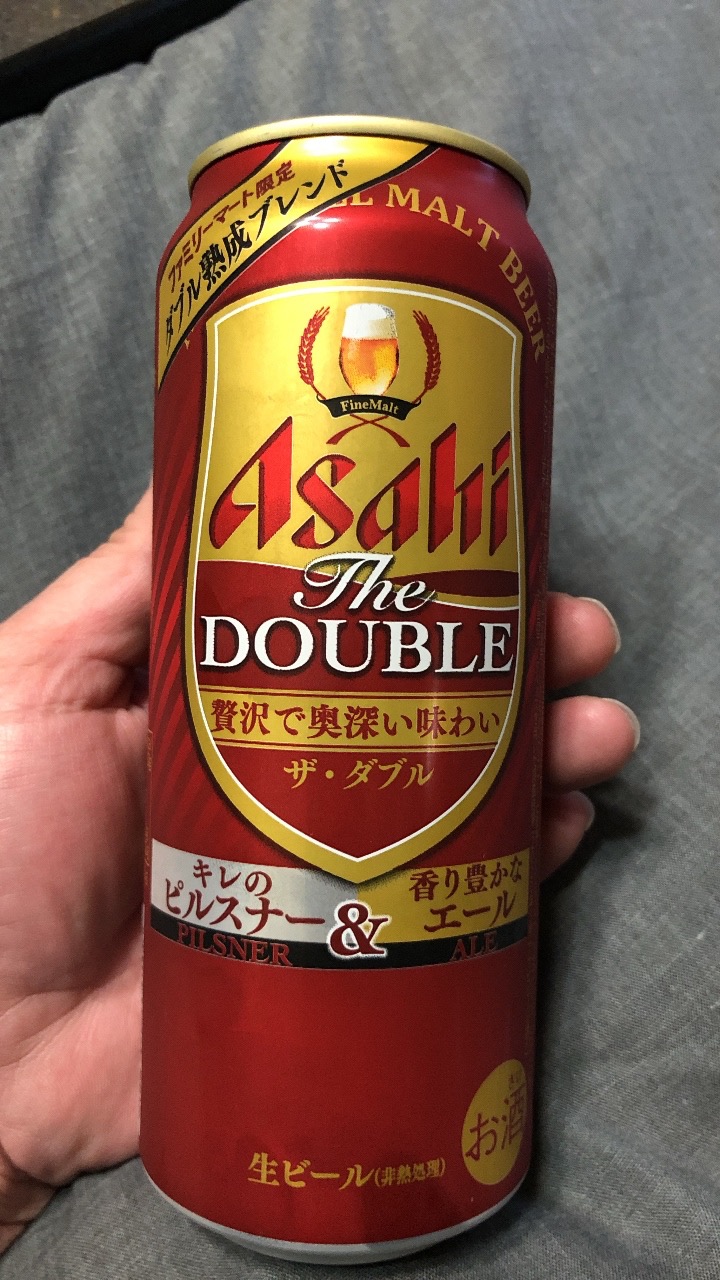 ファミリーマート限定
ダブル熟成ブレンド
MALT BEER
FineMalt
Asahi
The
DOUBLE
贅沢で奥深い味わい
ザ・ダブル
キレの
ピルスナー
PILSNER
&
香り豊かな
エール
ALE
お酒
生ビール(非熱処理)